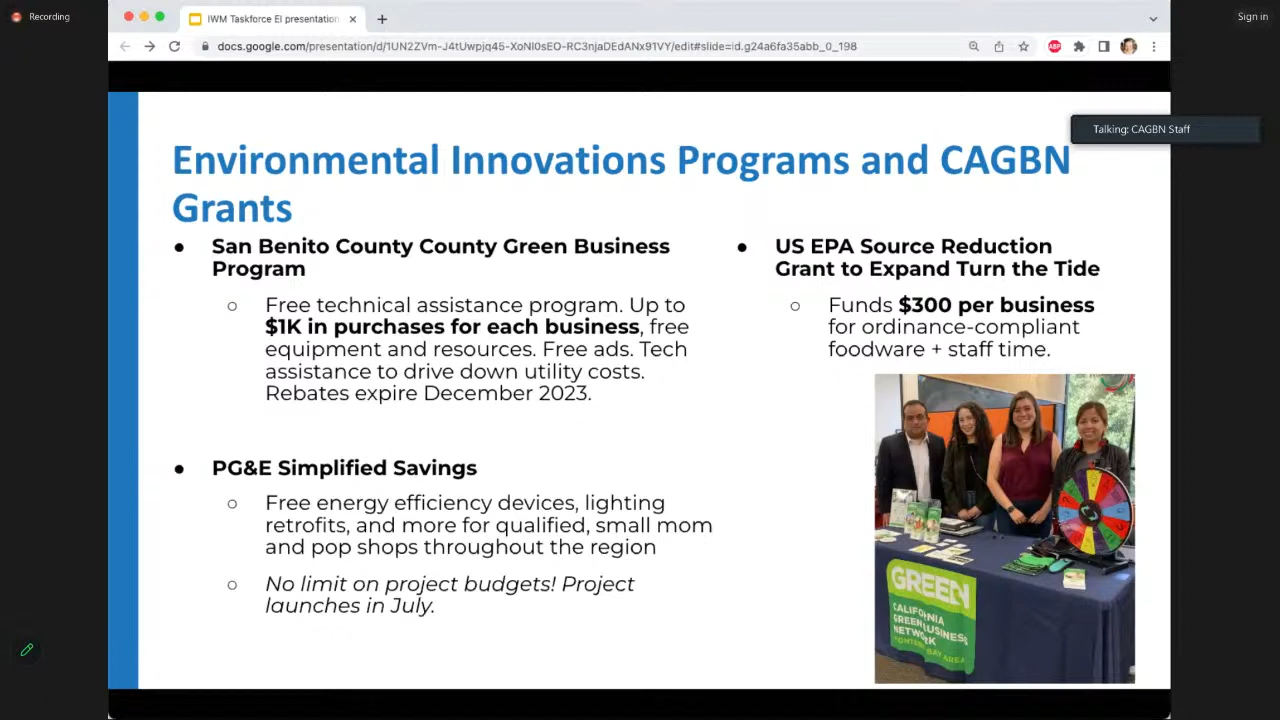 Recording
IWM Taskforce EI presentation
Sign in
docs.google.com/presentation/d/1UN2ZVm-J4tUwpjq45-XoNI0sEO-RC3njaDEdANx91VY/edit#slide=id.g24a6fa35abb_0_198
ABP
Talking: CAGBN Staff
Environmental Innovations Programs and CAGBN
Grants
● San Benito County County Green Business
Program
○ Free technical assistance program. Up to
$1K in purchases for each business, free
equipment and resources. Free ads. Tech
assistance to drive down utility costs.
Rebates expire December 2023.
● PG&E Simplified Savings
○ Free energy efficiency devices, lighting
retrofits, and more for qualified, small mom
and pop shops throughout the region
○ No limit on project budgets! Project
launches in July.
● US EPA Source Reduction
Grant to Expand Turn the Tide
○ Funds $300 per business
for ordinance-compliant
foodware + staff time.
GREEN
CALIFORNIA
GREEN BUSINESS
NETWORK
MONTEREY BAY AREA